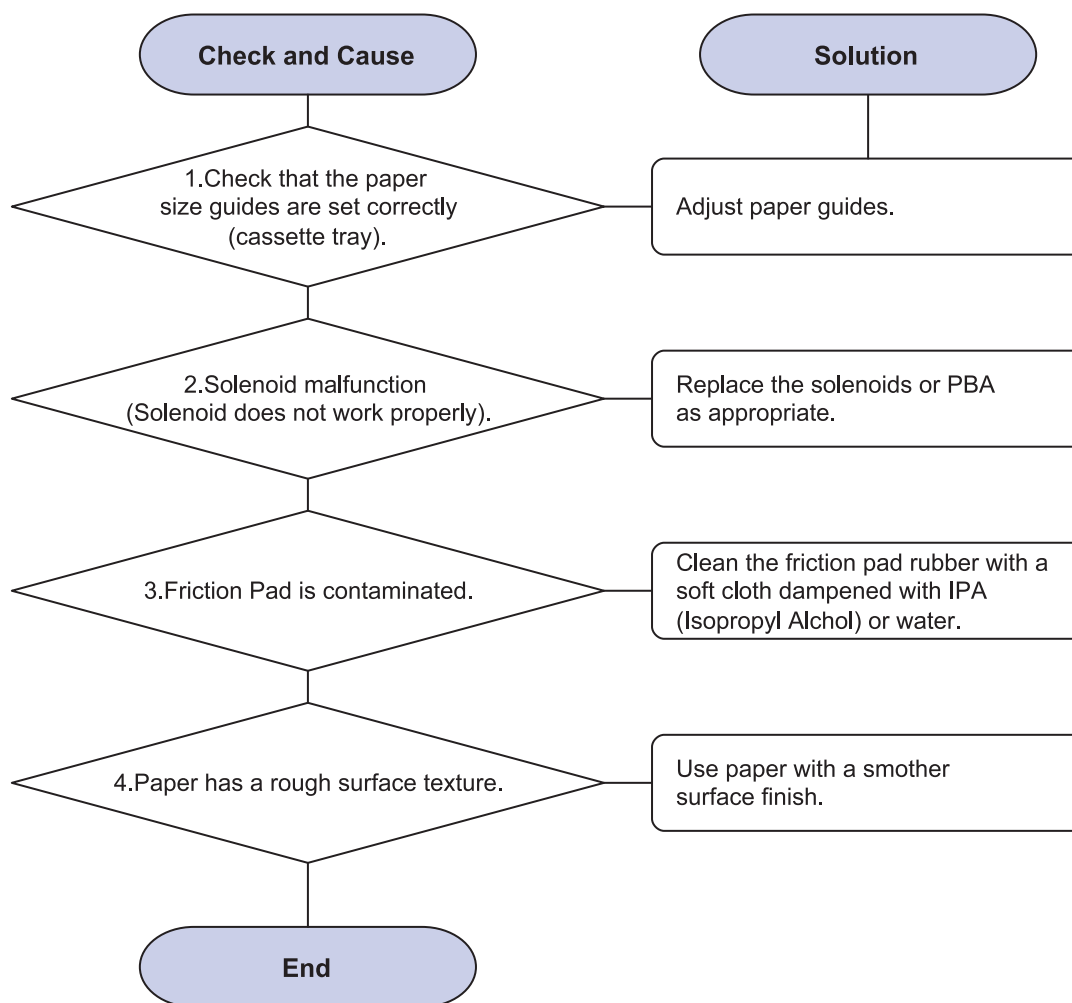 Check and Cause
Solution
1.Check that the paper
size guides are set correctly
(cassette tray).
Adjust paper guides.
2.Solenoid malfunction
(Solenoid does not work properly).
Replace the solenoids or PBA
as appropriate.
3.Friction Pad is contaminated.
Clean the friction pad rubber with a
soft cloth dampened with IPA
(Isopropyl Alchol) or water.
4.Paper has a rough surface texture.
Use paper with a smother
surface finish.
End